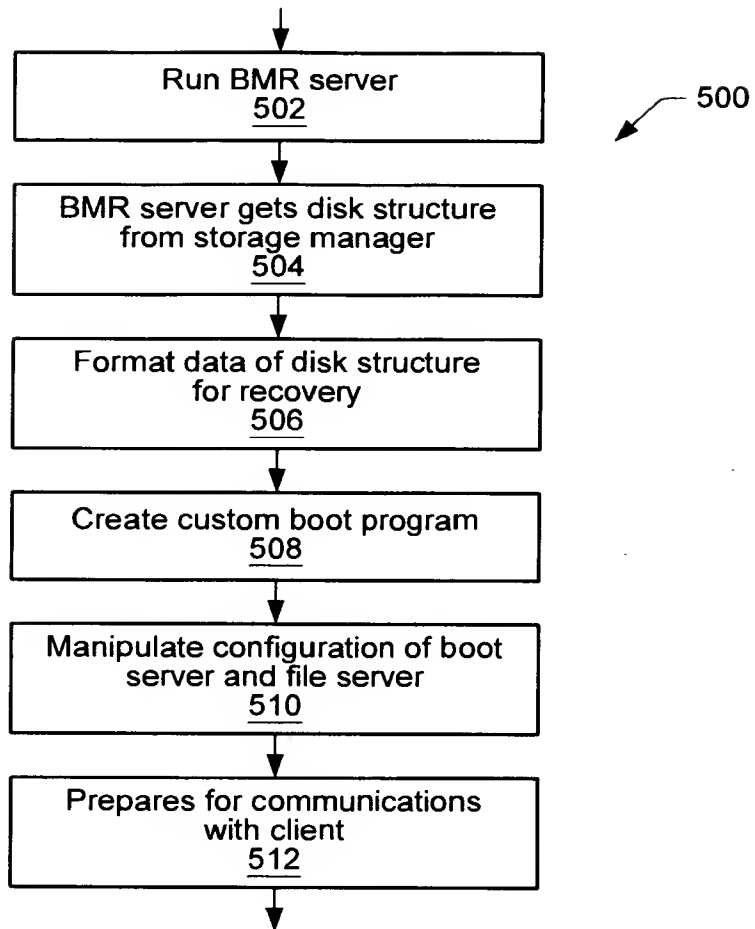 Run BMR server
502
500
BMR server gets disk structure
from storage manager
504
Format data of disk structure
for recovery
506
Create custom boot program
508
Manipulate configuration of boot
server and file server
510
Prepares for communications
with client
512